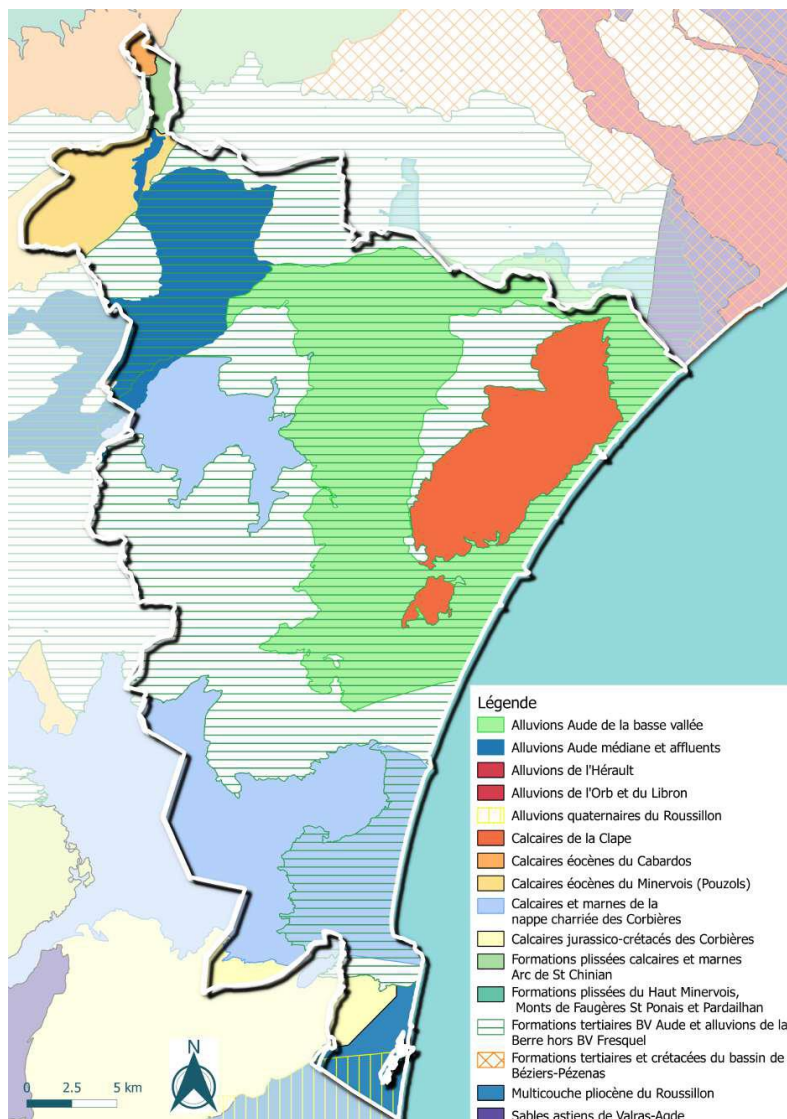 Légende
Alluvions Aude de la basse vallée
Alluvions Aude médiane et affluents
Alluvions de l'Hérault
Alluvions de l'Orb et du Libron
Alluvions quaternaires du Roussillon
Calcaires de la Clape
Calcaires éocènes du Cabardos
Calcaires éocènes du Minervois (Pouzols)
Calcaires et marnes de la
nappe charriée des Corbières
Calcaires jurassico-crétacés des Corbières
Formations plissées calcaires et marnes
Arc de St Chinian
Formations plissées du Haut Minervois,
Monts de Faugères St Ponais et Pardailhan
Formations tertiaires BV Aude et alluvions de la
Berre hors BV Fresquel
Formations tertiaires et crétacées du bassin de
Béziers-Pézenas
Multicouche pliocène du Roussillon
Sables astiens de Valras-Agde
N
0 2.5 5 km